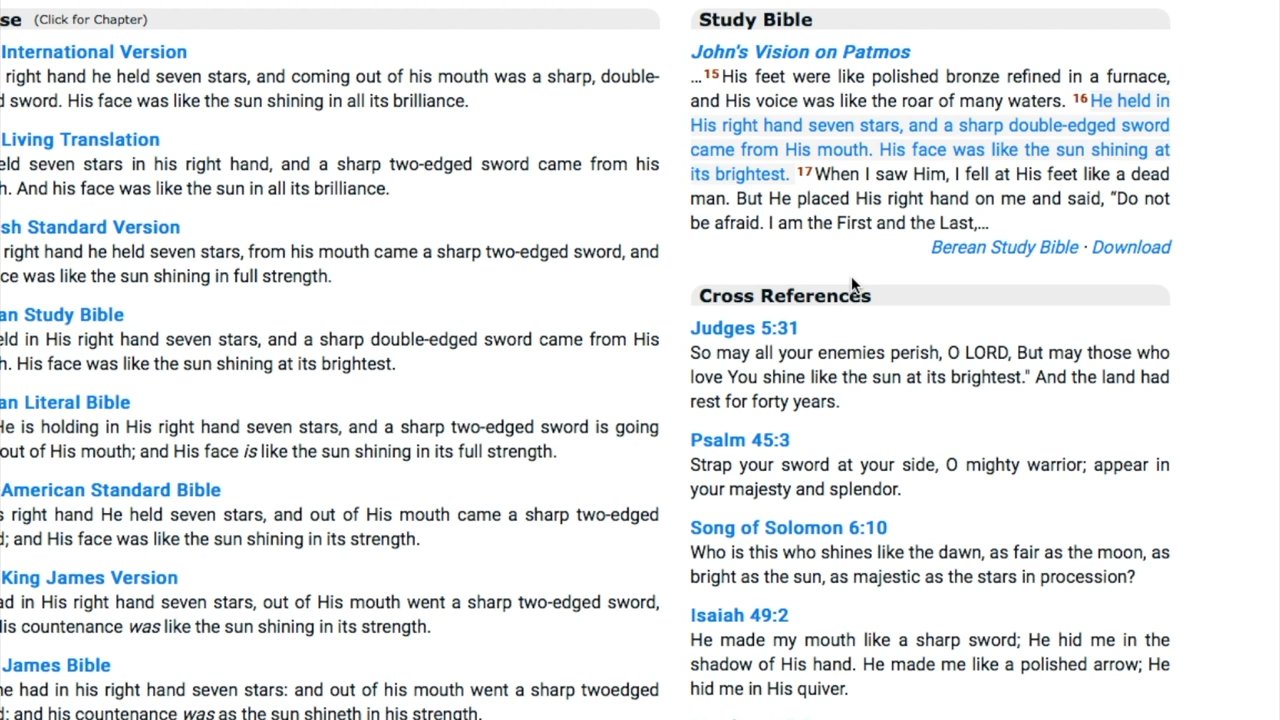 se (Click for Chapter)
International Version
right hand he held seven stars, and coming out of his mouth was a sharp, double-
d sword. His face was like the sun shining in all its brilliance.
Living Translation
eld seven stars in his right hand, and a sharp two-edged sword came from his
h. And his face was like the sun in all its brilliance.
sh Standard Version
right hand he held seven stars, from his mouth came a sharp two-edged sword, and
ce was like the sun shining in full strength.
an Study Bible
eld in His right hand seven stars, and a sharp double-edged sword came from His
h. His face was like the sun shining at its brightest.
an Literal Bible
He is holding in His right hand seven stars, and a sharp two-edged sword is going
out of His mouth; and His face is like the sun shining in its full strength.
American Standard Bible
s right hand He held seven stars, and out of His mouth came a sharp two-edged
d; and His face was like the sun shining in its strength.
King James Version
ad in His right hand seven stars, out of His mouth went a sharp two-edged sword,
His countenance was like the sun shining in its strength.
James Bible
he had in his right hand seven stars: and out of his mouth went a sharp twoedged
d: and his countenance was as the sun shineth in his strength.
Study Bible
John's Vision on Patmos
…15 His feet were like polished bronze refined in a furnace,
and His voice was like the roar of many waters. 16 He held in
His right hand seven stars, and a sharp double-edged sword
came from His mouth. His face was like the sun shining at
its brightest. 17 When I saw Him, I fell at His feet like a dead
man. But He placed His right hand on me and said, “Do not
be afraid. I am the First and the Last,…
Berean Study Bible · Download
Cross References
Judges 5:31
So may all your enemies perish, O LORD, But may those who
love You shine like the sun at its brightest." And the land had
rest for forty years.
Psalm 45:3
Strap your sword at your side, O mighty warrior; appear in
your majesty and splendor.
Song of Solomon 6:10
Who is this who shines like the dawn, as fair as the moon, as
bright as the sun, as majestic as the stars in procession?
Isaiah 49:2
He made my mouth like a sharp sword; He hid me in the
shadow of His hand. He made me like a polished arrow; He
hid me in His quiver.